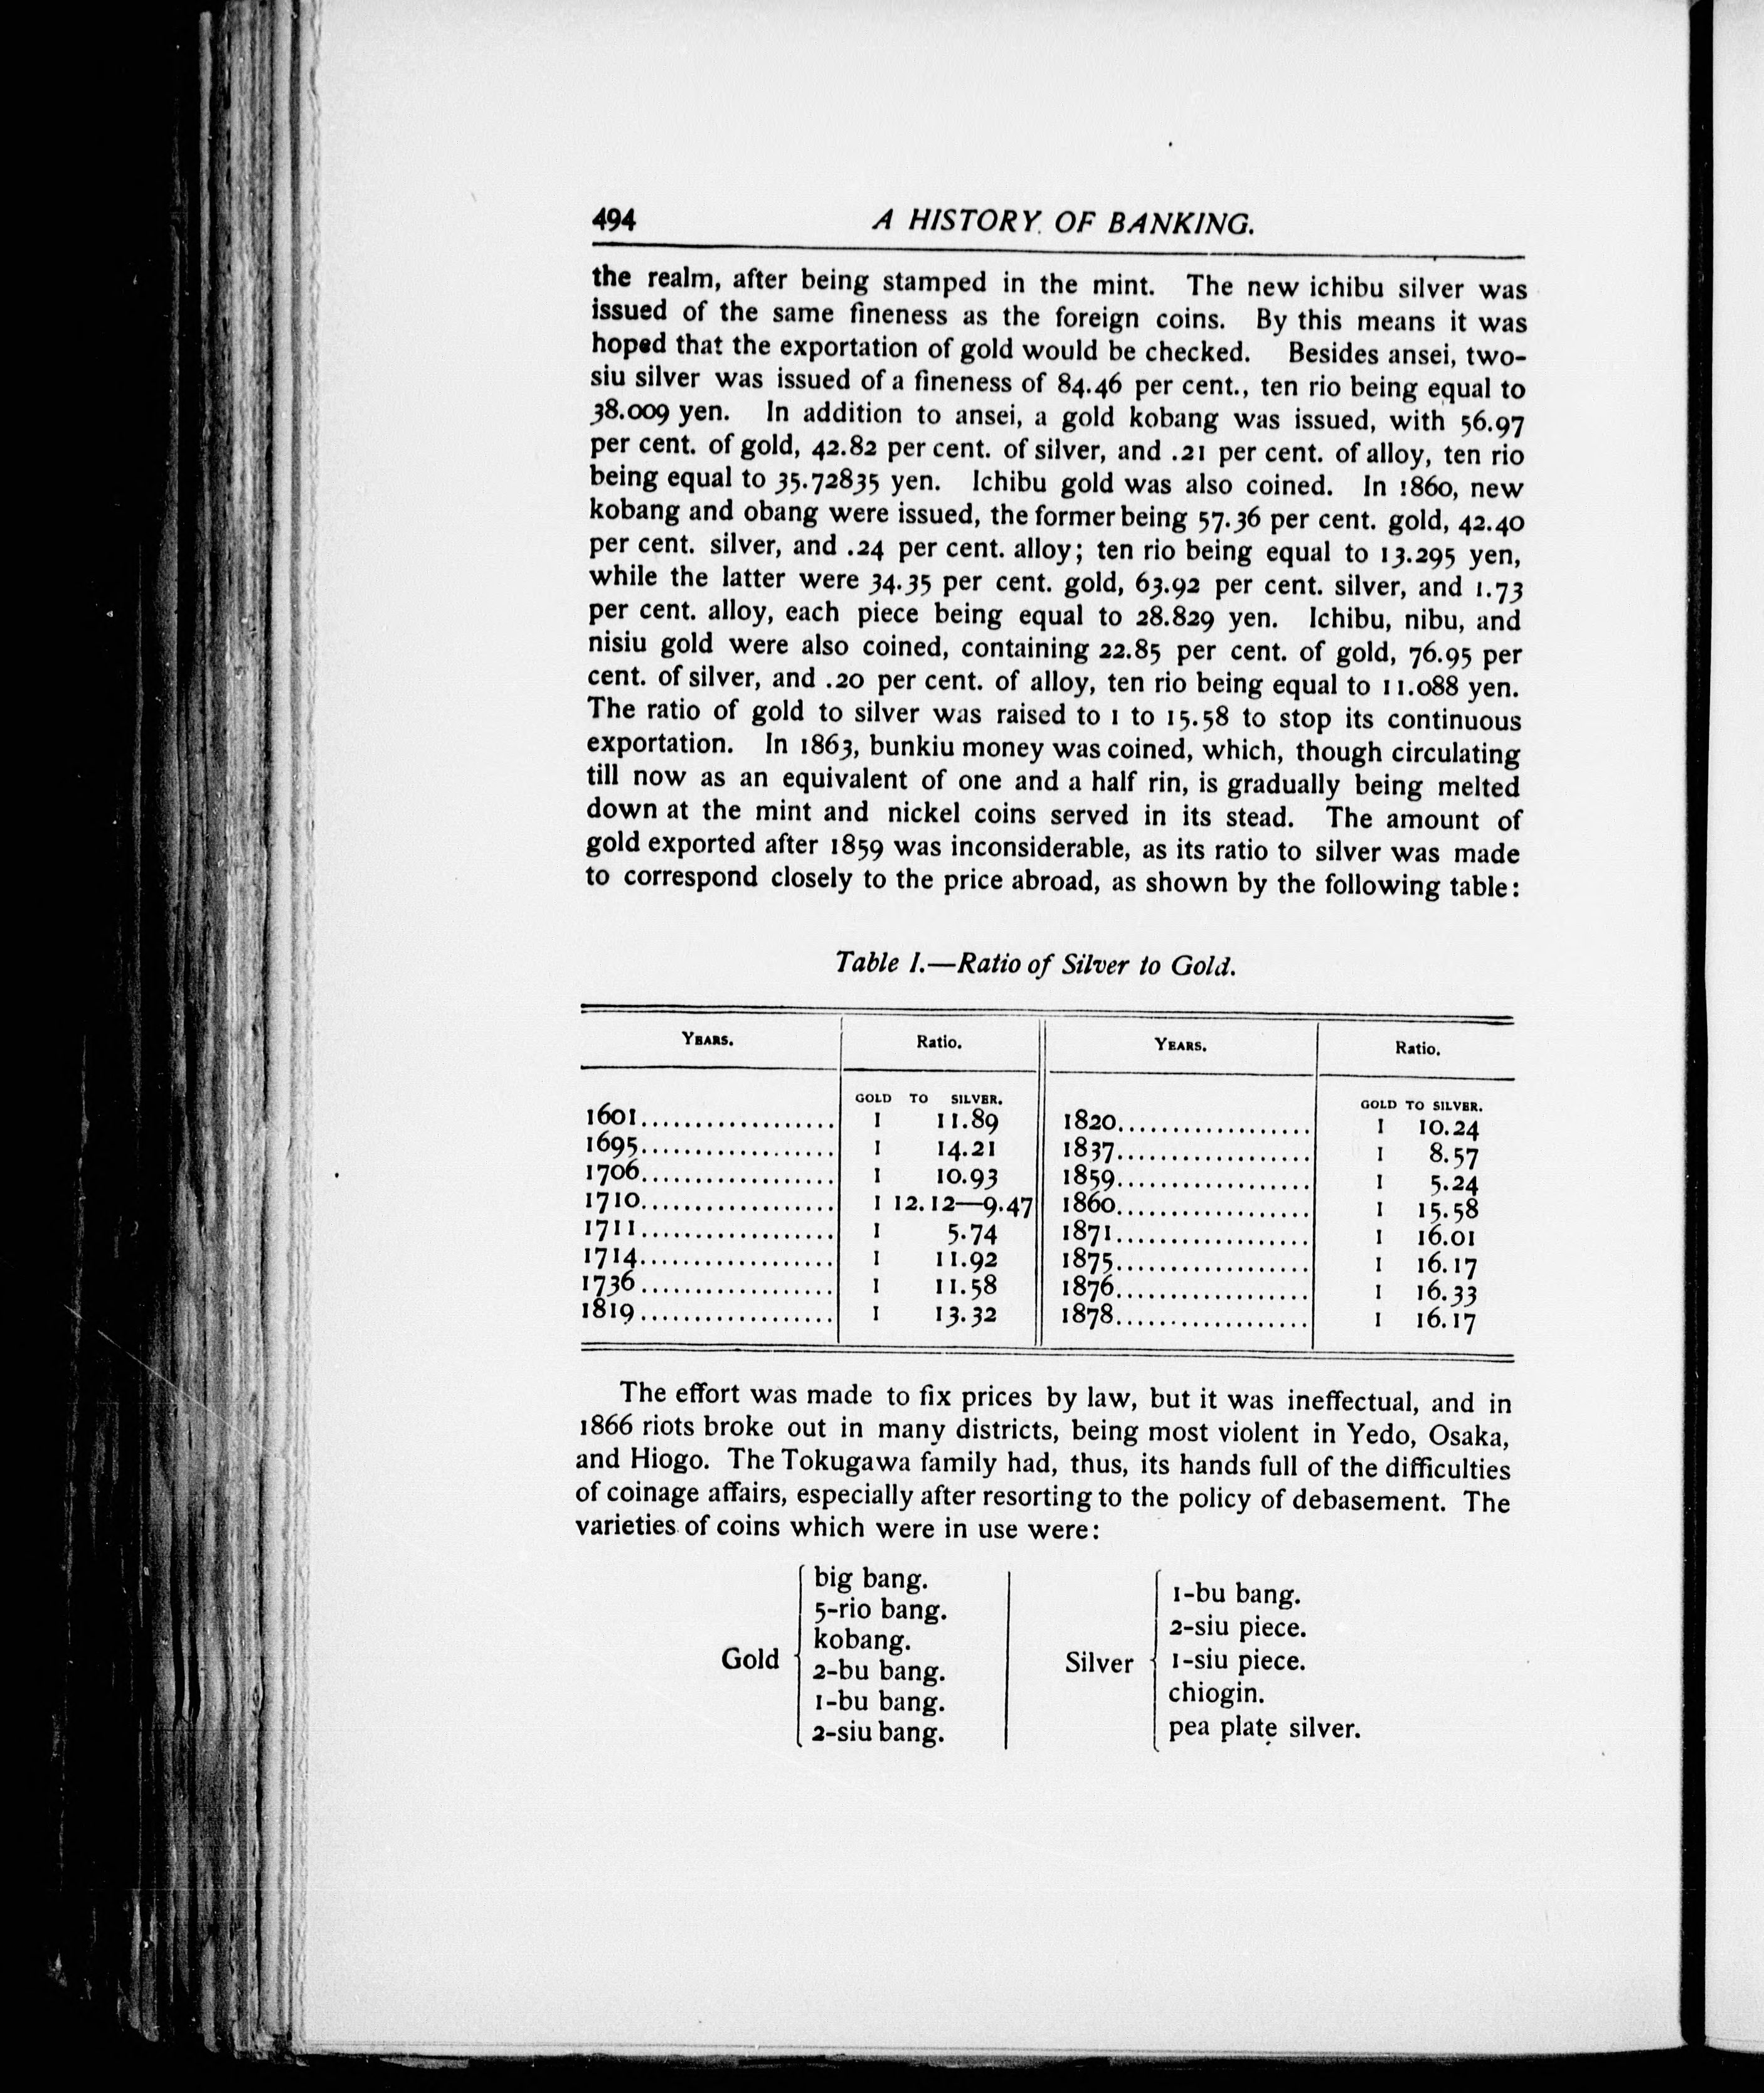 494 A HISTORY OF BANKING.
the realm, after being stamped in the mint. The new ichibu silver was
issued of the same fineness as the foreign coins. By this means it was
hoped that the exportation of gold would be checked. Besides ansei, two-
siu silver was issued of a fineness of 84.46 per cent., ten rio being equal to
38.009 yen. In addition to ansei, a gold kobang was issued, with 56.97
per cent. of gold, 42.82 per cent. of silver, and .21 per cent. of alloy, ten rio
being equal to 35.72835 yen. Ichibu gold was also coined. In 1860, new
kobang and obang were issued, the former being 57.36 per cent. gold, 42.40
per cent. silver, and .24 per cent. alloy; ten rio being equal to 13.295 yen,
while the latter were 34.35 per cent. gold, 63.92 per cent. silver, and 1.73
per cent. alloy, each piece being equal to 28.829 yen. Ichibu, nibu, and
nisiu gold were also coined, containing 22.85 per cent. of gold, 76.95 per
cent. of silver, and .20 per cent. of alloy, ten rio being equal to 11.088 yen.
The ratio of gold to silver was raised to 1 to 15.58 to stop its continuous
exportation. In 1863, bunkiu money was coined, which, though circulating
till now as an equivalent of one and a half rin, is gradually being melted
down at the mint and nickel coins served in its stead. The amount of
gold exported after 1859 was inconsiderable, as its ratio to silver was made
to correspond closely to the price abroad, as shown by the following table:
Table I.—Ratio of Silver to Gold.
YEARS. Ratio. YEARS. Ratio.
GOLD TO SILVER. GOLD TO SILVER.
1601................... 1 11.89 1820.................. 1 10.24
1695................... 1 14.21 1837.................. 1 8.57
1706................... 1 10.93 1859.................. 1 5.24
1710................... 1 12.12—9.47 1860.................. 1 15.58
1711................... 1 5.74 1871.................. 1 16.01
1714................... 1 11.92 1875.................. 1 16.17
1736................... 1 11.58 1876.................. 1 16.33
1819................... 1 13.32 1878.................. 1 16.17
The effort was made to fix prices by law, but it was ineffectual, and in
1866 riots broke out in many districts, being most violent in Yedo, Osaka,
and Hiogo. The Tokugawa family had, thus, its hands full of the difficulties
of coinage affairs, especially after resorting to the policy of debasement. The
varieties of coins which were in use were:
Gold
big bang.
5-rio bang.
kobang.
2-bu bang.
1-bu bang.
2-siu bang.
Silver
1-bu bang.
2-siu piece.
1-siu piece.
chiogin.
pea plate silver.